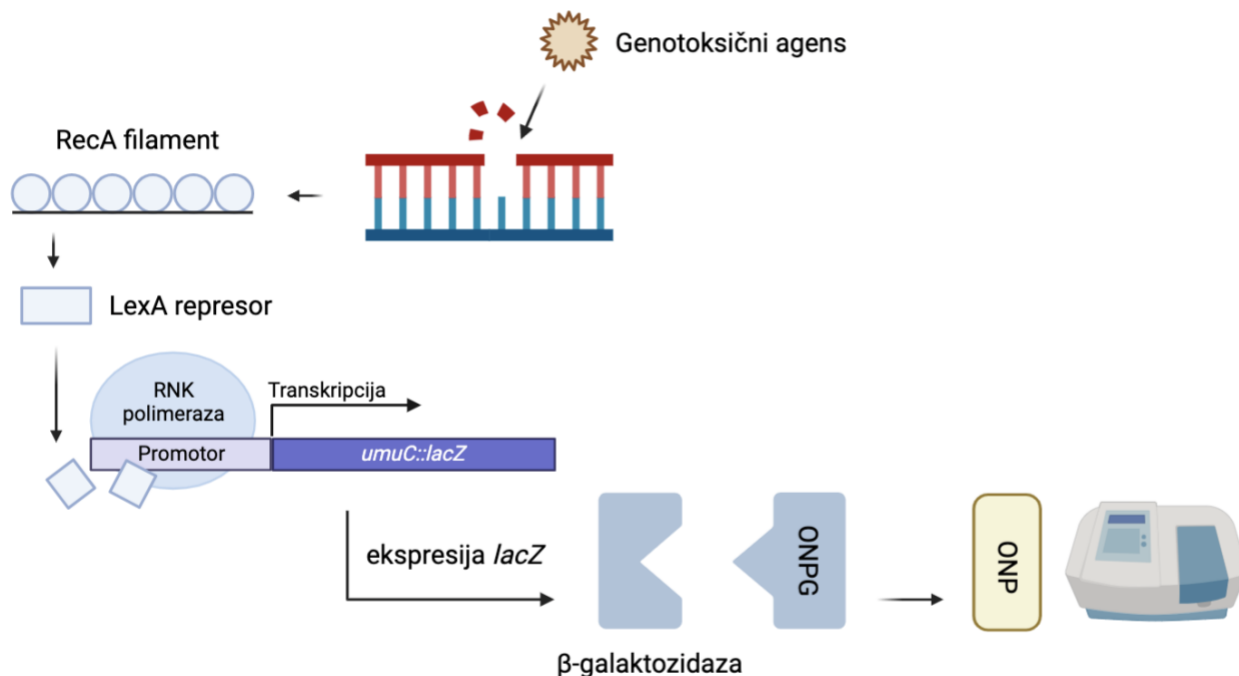 Genotoksični agens
RecA filament
LexA represor
RNK
polimeraza
Transkripcija
Promotor
umuC::lacZ
ekspresija lacZ
ONPG
ONP
β-galaktozidaza